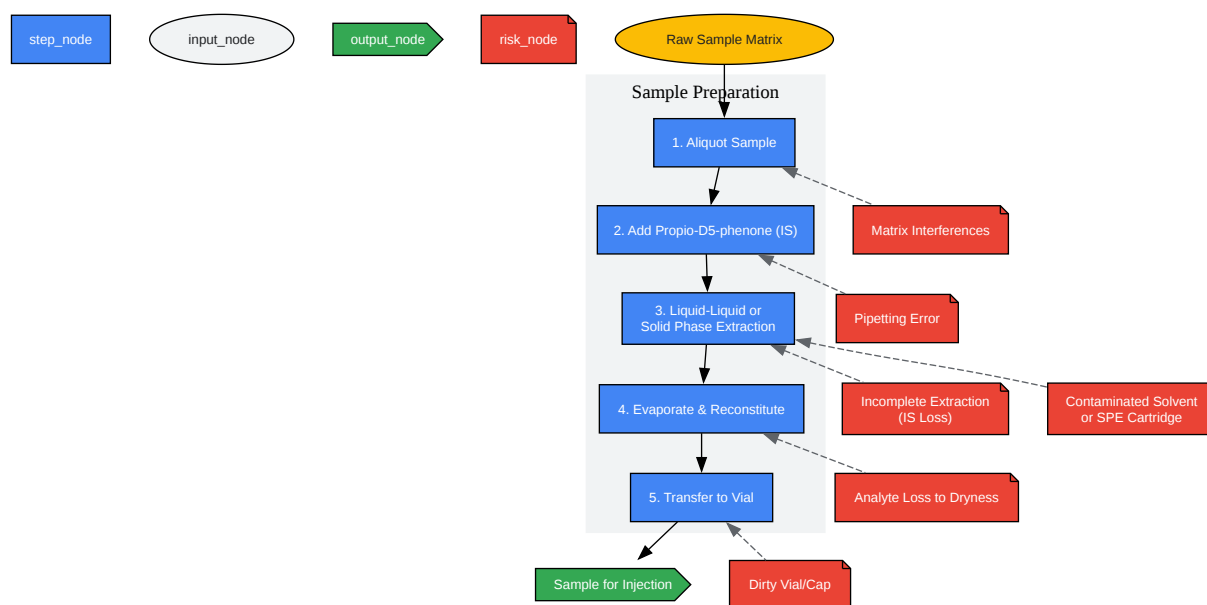 step_node
input_node
output_node
risk_node
Raw Sample Matrix
Sample Preparation
1. Aliquot Sample
2. Add Propio-D5-phenone (IS)
Matrix Interferences
3. Liquid-Liquid or
Solid Phase Extraction
Pipetting Error
4. Evaporate & Reconstitute
Incomplete Extraction
(IS Loss)
Contaminated Solvent
or SPE Cartridge
5. Transfer to Vial
Analyte Loss to Dryness
Sample for Injection
Dirty Vial/Cap